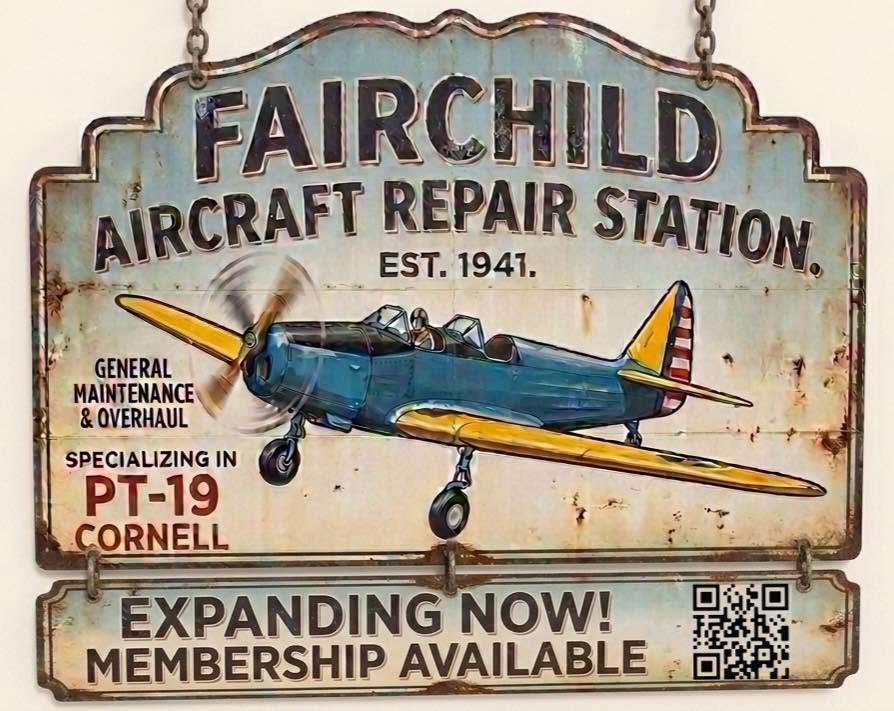 FAIRCHILD
AIRCRAFT REPAIR STATION.
EST. 1941.
GENERAL
MAINTENANCE
& OVERHAUL
SPECIALIZING IN
PT-19
CORNELL
EXPANDING NOW!
MEMBERSHIP AVAILABLE